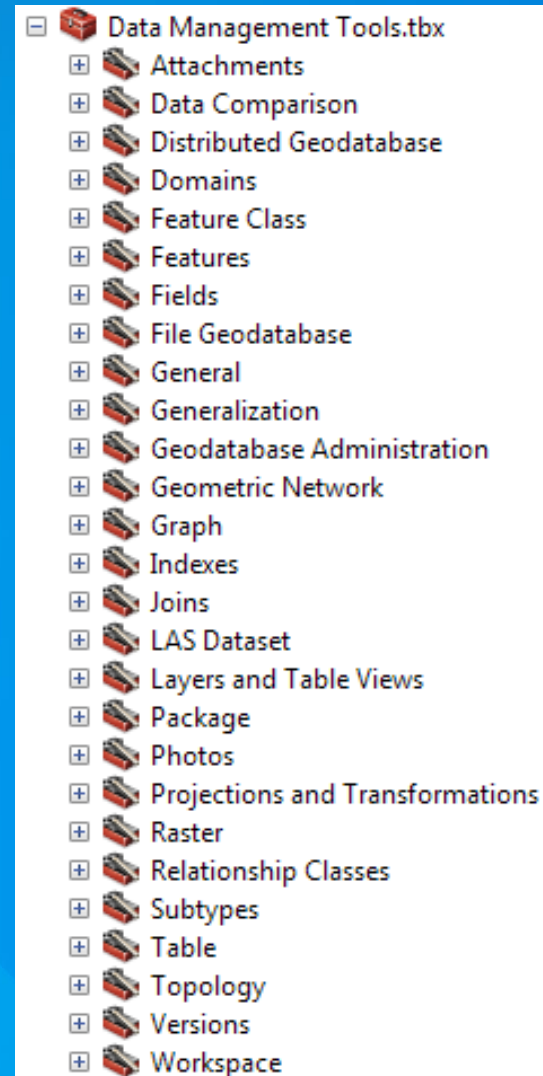 Data Management Tools.tbx
Attachments
Data Comparison
Distributed Geodatabase
Domains
Feature Class
Features
Fields
File Geodatabase
General
Generalization
Geodatabase Administration
Geometric Network
Graph
Indexes
Joins
LAS Dataset
Layers and Table Views
Package
Photos
Projections and Transformations
Raster
Relationship Classes
Subtypes
Table
Topology
Versions
Workspace